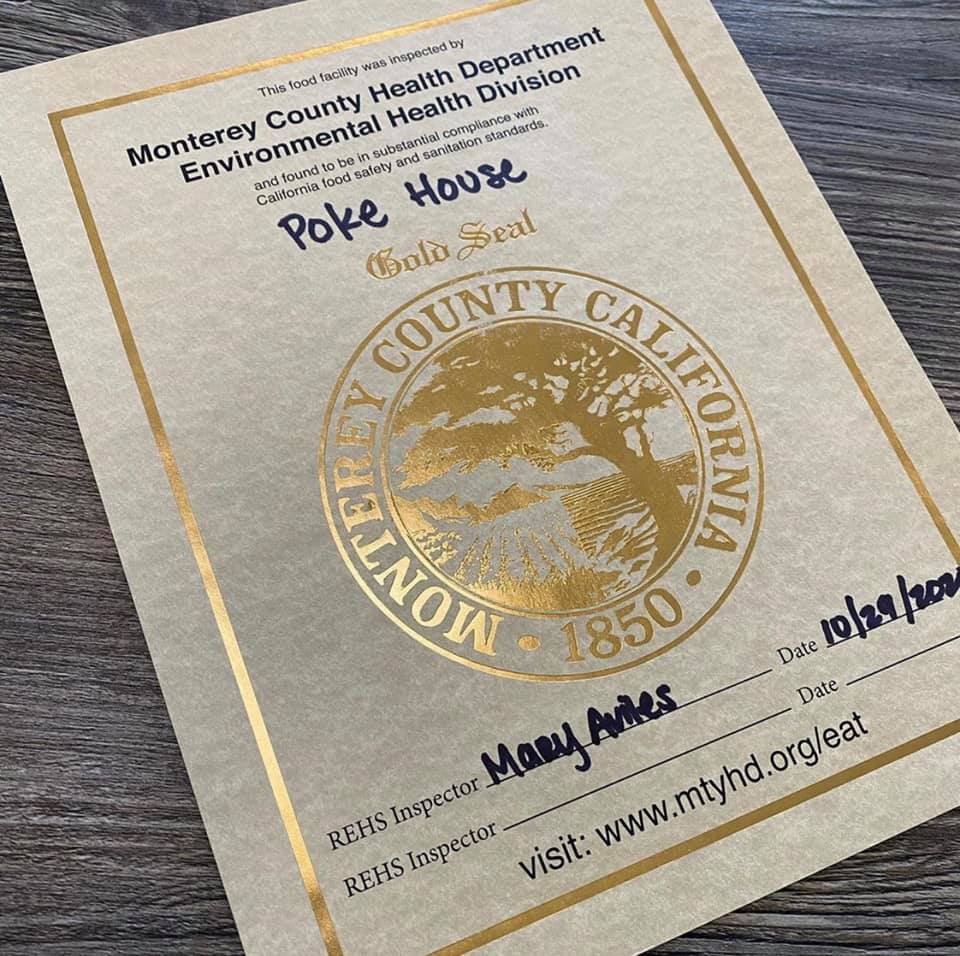 This food facility was inspected by
Monterey County Health Department
Environmental Health Division
and found to be in substantial compliance with
California food safety and sanitation standards.
Poke House
Gold Seal
MONTEREY COUNTY CALIFORNIA
• 1850 •
REHS Inspector Mary Aviles Date
REHS Inspector Date
visit: www.mtyhd.org/eat